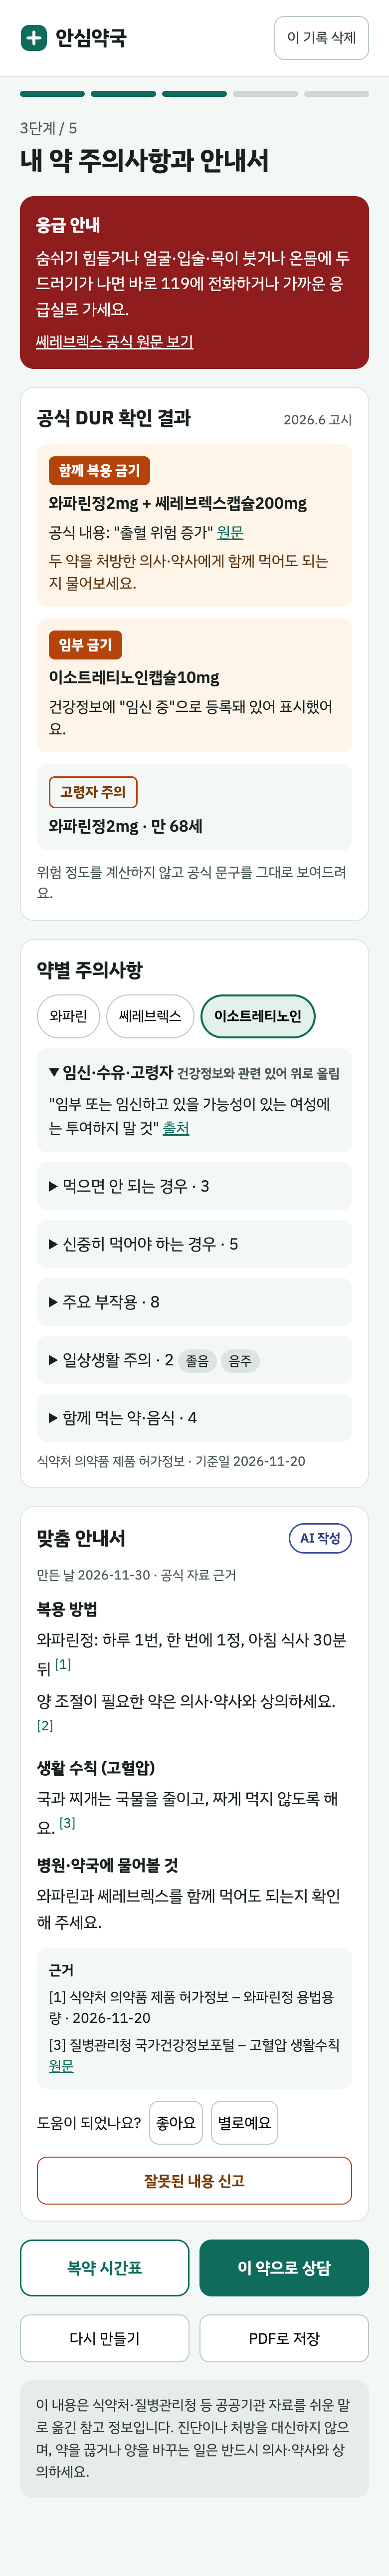 안심약국
이 기록 삭제
3단계 / 5
내 약 주의사항과 안내서
응급 안내
숨쉬기 힘들거나 얼굴·입술·목이 붓거나 온몸에 두
드러기가 나면 바로 119에 전화하거나 가까운 응
급실로 가세요.
쎄레브렉스 공식 원문 보기
공식 DUR 확인 결과
2026.6 고시
함께 복용 금기
와파린정2mg + 쎄레브렉스캡슐200mg
공식 내용: "출혈 위험 증가" 원문
두 약을 처방한 의사·약사에게 함께 먹어도 되는
지 물어보세요.
임부 금기
이소트레티노인캡슐10mg
건강정보에 "임신 중"으로 등록돼 있어 표시했어
요.
고령자 주의
와파린정2mg · 만 68세
위험 정도를 계산하지 않고 공식 문구를 그대로 보여드려
요.
약별 주의사항
와파린
쎄레브렉스
이소트레티노인
▼ 임신·수유·고령자 건강정보와 관련 있어 위로 올림
"임부 또는 임신하고 있을 가능성이 있는 여성에
는 투여하지 말 것" 출처
▶ 먹으면 안 되는 경우 · 3
▶ 신중히 먹어야 하는 경우 · 5
▶ 주요 부작용 · 8
▶ 일상생활 주의 · 2 졸음 음주
▶ 함께 먹는 약·음식 · 4
식약처 의약품 제품 허가정보 · 기준일 2026-11-20
맞춤 안내서
AI 작성
만든 날 2026-11-30 · 공식 자료 근거
복용 방법
와파린정: 하루 1번, 한 번에 1정, 아침 식사 30분
뒤 [1]
양 조절이 필요한 약은 의사·약사와 상의하세요.
[2]
생활 수칙 (고혈압)
국과 찌개는 국물을 줄이고, 짜게 먹지 않도록 해
요. [3]
병원·약국에 물어볼 것
와파린과 쎄레브렉스를 함께 먹어도 되는지 확인
해 주세요.
근거
[1] 식약처 의약품 제품 허가정보 – 와파린정 용법용
량 · 2026-11-20
[3] 질병관리청 국가건강정보포털 – 고혈압 생활수칙
원문
도움이 되었나요?
좋아요
별로예요
잘못된 내용 신고
복약 시간표
이 약으로 상담
다시 만들기
PDF로 저장
이 내용은 식약처·질병관리청 등 공공기관 자료를 쉬운 말
로 옮긴 참고 정보입니다. 진단이나 처방을 대신하지 않으
며, 약을 끊거나 양을 바꾸는 일은 반드시 의사·약사와 상
의하세요.